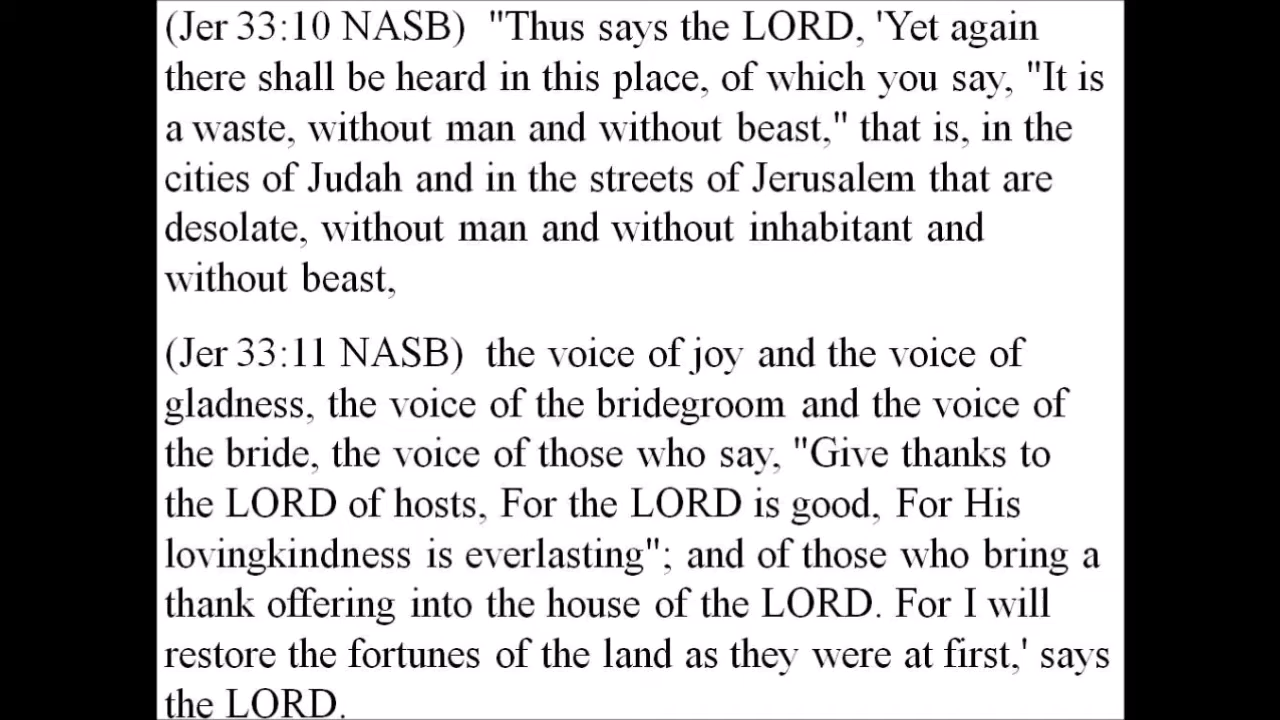 (Jer 33:10 NASB)  "Thus says the LORD, 'Yet again
there shall be heard in this place, of which you say, "It is
a waste, without man and without beast," that is, in the
cities of Judah and in the streets of Jerusalem that are
desolate, without man and without inhabitant and
without beast,
(Jer 33:11 NASB)  the voice of joy and the voice of
gladness, the voice of the bridegroom and the voice of
the bride, the voice of those who say, "Give thanks to
the LORD of hosts, For the LORD is good, For His
lovingkindness is everlasting"; and of those who bring a
thank offering into the house of the LORD. For I will
restore the fortunes of the land as they were at first,' says
the LORD.